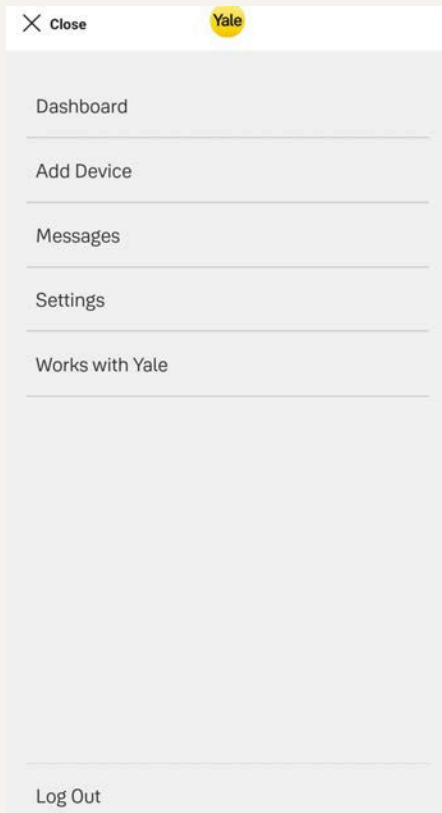 Close
Yale
Dashboard
Add Device
Messages
Settings
Works with Yale
Log Out